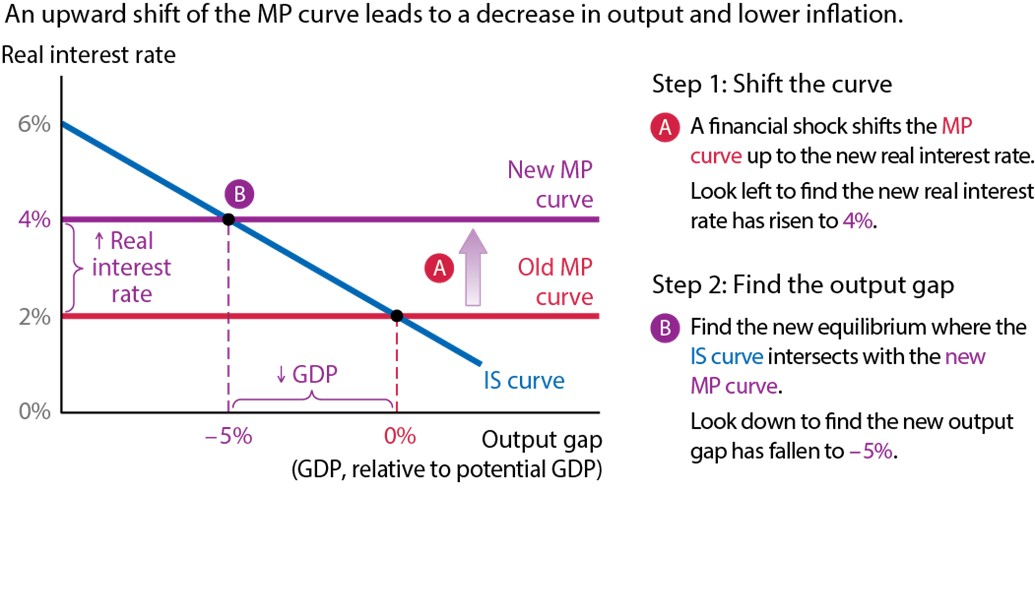 An upward shift of the MP curve leads to a decrease in output and lower inflation.
Real interest rate
6%
4%
2%
0%
New MP
curve
B
↑ Real
interest
rate
A
Old MP
curve
↓ GDP
IS curve
–5%
0%
Output gap
(GDP, relative to potential GDP)
Step 1: Shift the curve
A
A financial shock shifts the MP
curve up to the new real interest rate.
Look left to find the new real interest
rate has risen to 4%.
Step 2: Find the output gap
B
Find the new equilibrium where the
IS curve intersects with the new
MP curve.
Look down to find the new output
gap has fallen to –5%.